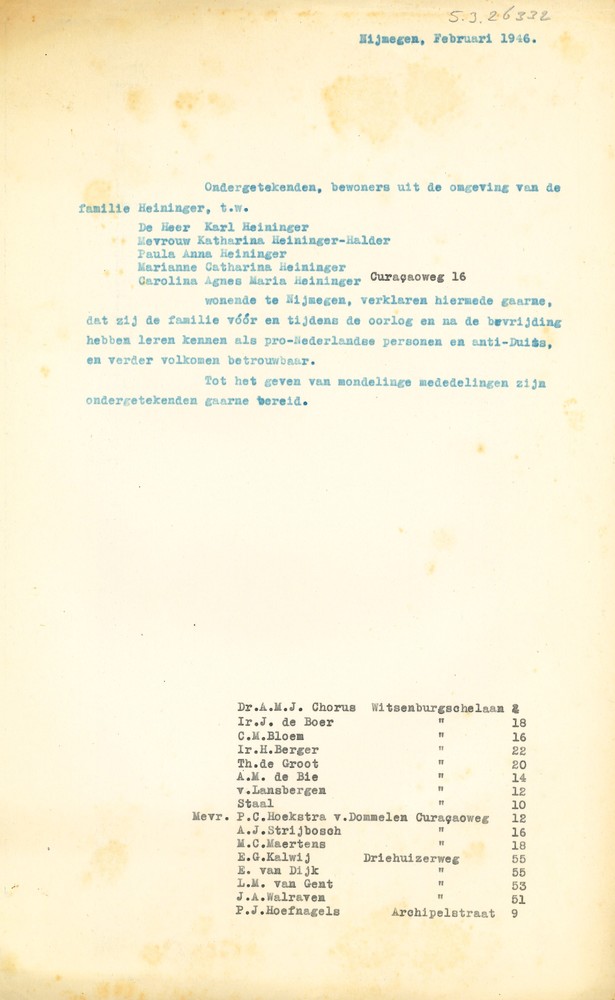 S.J. 26332
Nijmegen, Februari 1946.
Ondergetekenden, bewoners uit de omgeving van de
familie Heininger, t.w.
De Heer Karl Heininger
Mevrouw Katharina Heininger-Halder
Paula Anna Heininger
Marianne Catharina Heininger
Carolina Agnes Maria Heininger Curaçaoweg 16
wonende te Nijmegen, verklaren hiermede gaarne,
dat zij de familie vóór en tijdens de oorlog en na de bevrijding
hebben leren kennen als pro-Nederlandse personen en anti-Duits,
en verder volkomen betrouwbaar.
Tot het geven van mondelinge mededelingen zijn
ondergetekenden gaarne bereid.
Dr.A.M.J. Chorus Witsenburgschelaan
Ir.J. de Boer " 18
C.M.Bloem " 16
Ir.H.Berger " 22
Th.de Groot " 20
A.M. de Bie " 14
v.Lansbergen " 12
Staal " 10
Mevr. P.C.Hoekstra v.Dommelen Curaçaoweg 12
A.J.Strijbosch " 16
M.C.Maertens " 18
E.G.Kalwij Driehuizerweg 55
E. van Dijk " 55
L.M. van Gent " 53
J.A.Walraven " 51
P.J.Hoefnagels Archipelstraat 9